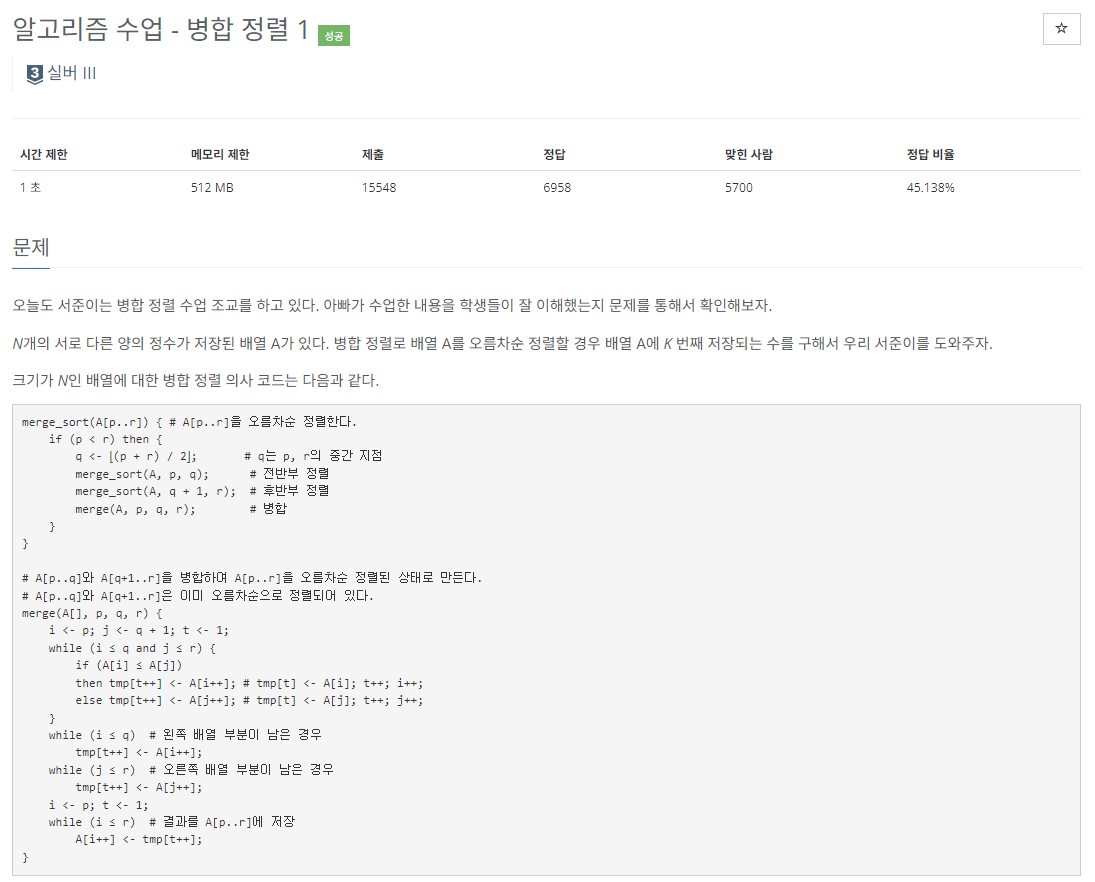 알고리즘 수업 - 병합 정렬 1 성공
☆
3 실버 III
시간 제한 메모리 제한 제출 정답 맞힌 사람 정답 비율
1 초 512 MB 15548 6958 5700 45.138%
문제
오늘도 서준이는 병합 정렬 수업 조교를 하고 있다. 아빠가 수업한 내용을 학생들이 잘 이해했는지 문제를 통해서 확인해보자.
N개의 서로 다른 양의 정수가 저장된 배열 A가 있다. 병합 정렬로 배열 A를 오름차순 정렬할 경우 배열 A에 K 번째 저장되는 수를 구해서 우리 서준이를 도와주자.
크기가 N인 배열에 대한 병합 정렬 의사 코드는 다음과 같다.
merge_sort(A[p..r]) { # A[p..r]을 오름차순 정렬한다.
    if (p < r) then {
        q <- ⌊(p + r) / 2⌋;       # q는 p, r의 중간 지점
        merge_sort(A, p, q);      # 전반부 정렬
        merge_sort(A, q + 1, r);  # 후반부 정렬
        merge(A, p, q, r);        # 병합
    }
}
# A[p..q]와 A[q+1..r]을 병합하여 A[p..r]을 오름차순 정렬된 상태로 만든다.
# A[p..q]와 A[q+1..r]은 이미 오름차순으로 정렬되어 있다.
merge(A[], p, q, r) {
    i <- p; j <- q + 1; t <- 1;
    while (i ≤ q and j ≤ r) {
        if (A[i] ≤ A[j])
        then tmp[t++] <- A[i++]; # tmp[t] <- A[i]; t++; i++;
        else tmp[t++] <- A[j++]; # tmp[t] <- A[j]; t++; j++;
    }
    while (i ≤ q)  # 왼쪽 배열 부분이 남은 경우
        tmp[t++] <- A[i++];
    while (j ≤ r)  # 오른쪽 배열 부분이 남은 경우
        tmp[t++] <- A[j++];
    i <- p; t <- 1;
    while (i ≤ r)  # 결과를 A[p..r]에 저장
        A[i++] <- tmp[t++];
}